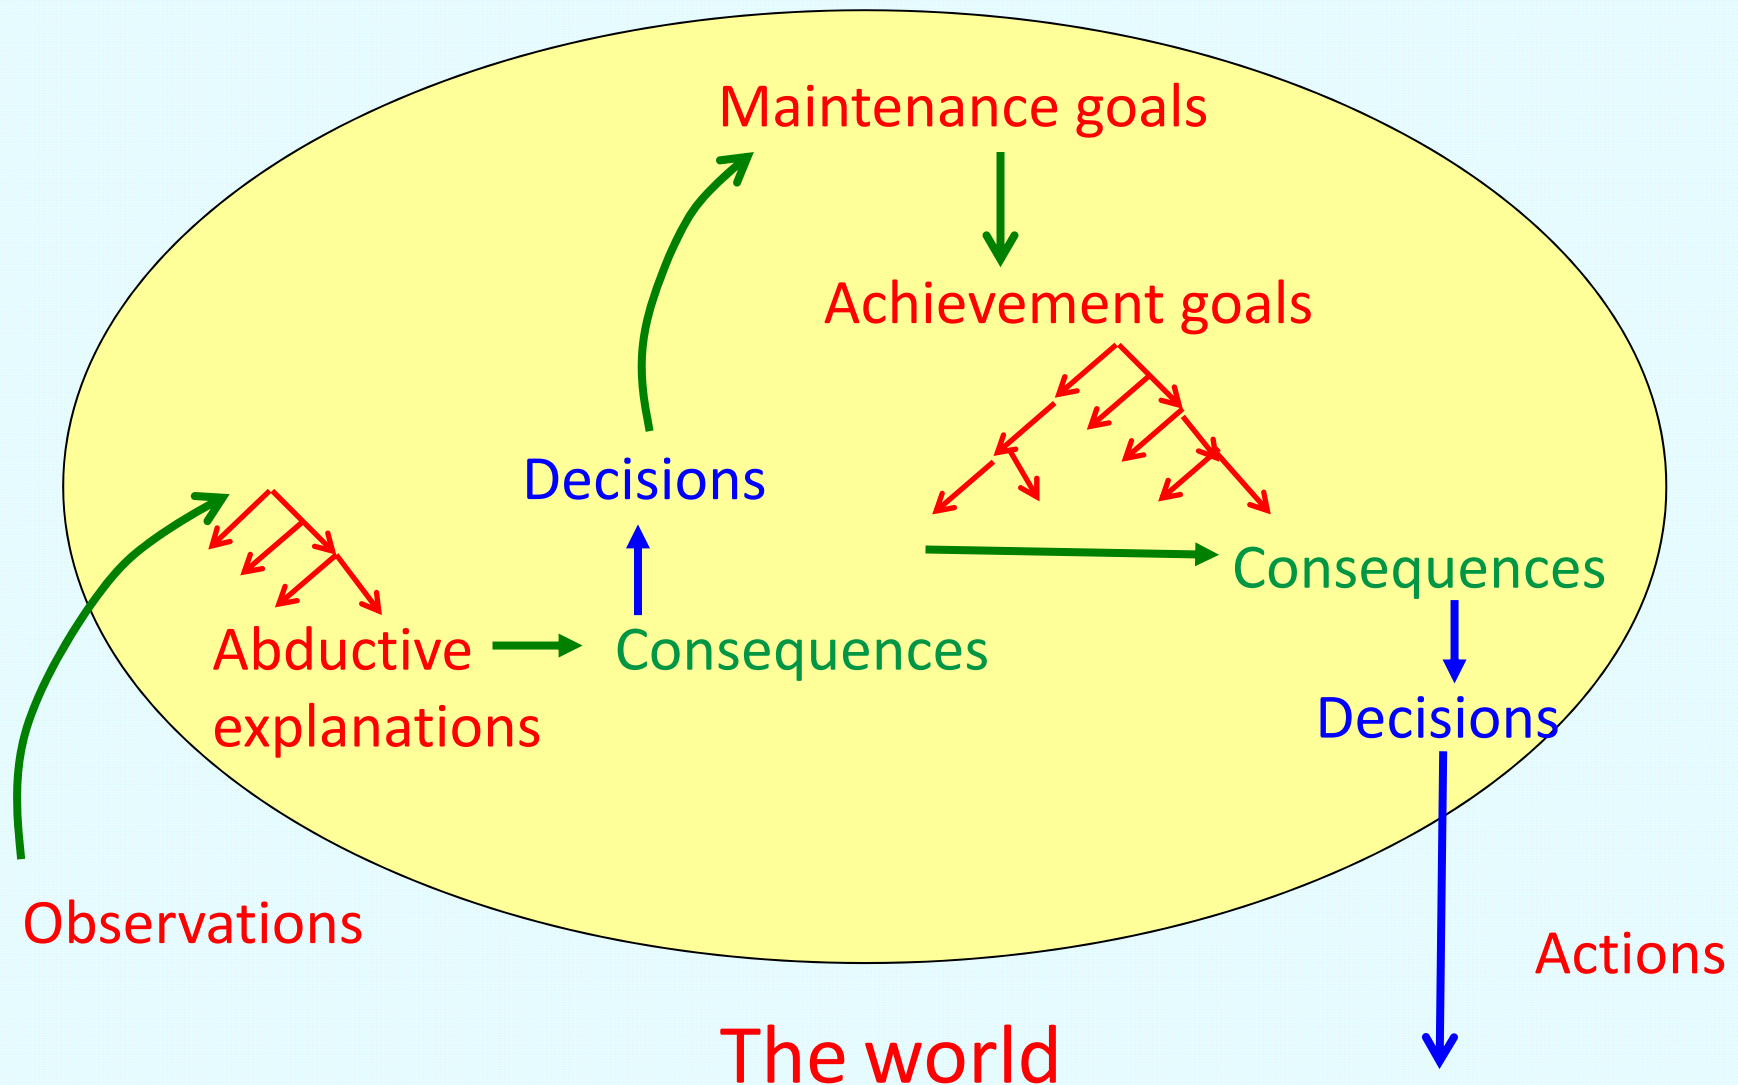 Maintenance goals
Achievement goals
Decisions
Consequences
Abductive
explanations
Consequences
Decisions
Observations
Actions
The world